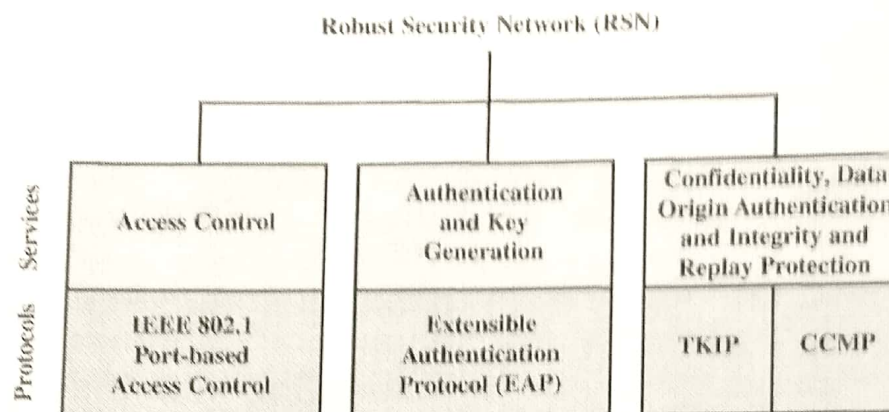 Robust Security Network (RSN)
Services
Access Control
Authentication
and Key
Generation
Confidentiality, Data
Origin Authentication
and Integrity and
Replay Protection
Protocols
IEEE 802.1
Port-based
Access Control
Extensible
Authentication
Protocol (EAP)
TKIP
CCMP